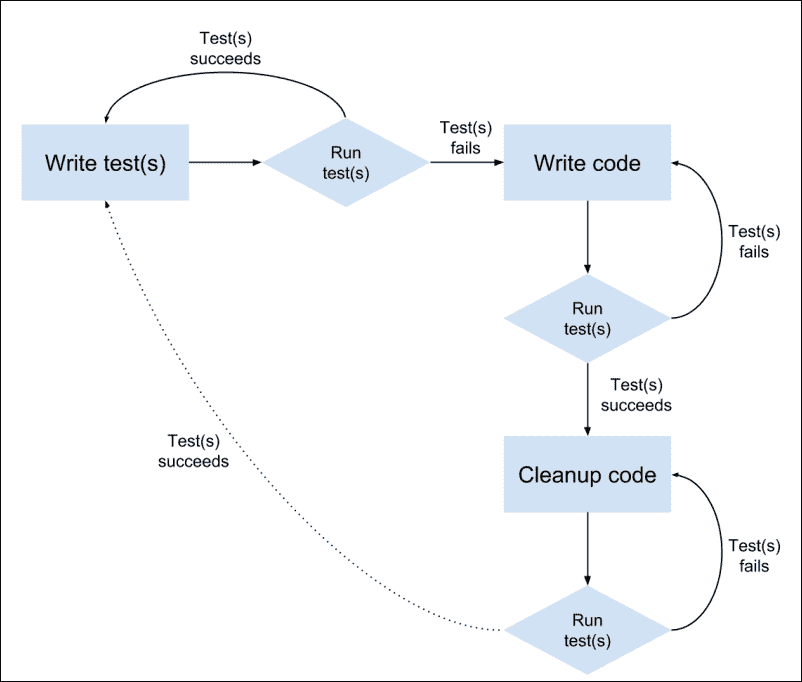 Test(s)
succeeds
Write test(s)
Run
test(s)
Test(s)
fails
Write code
Test(s)
fails
Run
test(s)
Test(s)
succeeds
Test(s)
succeeds
Cleanup code
Test(s)
fails
Run
test(s)